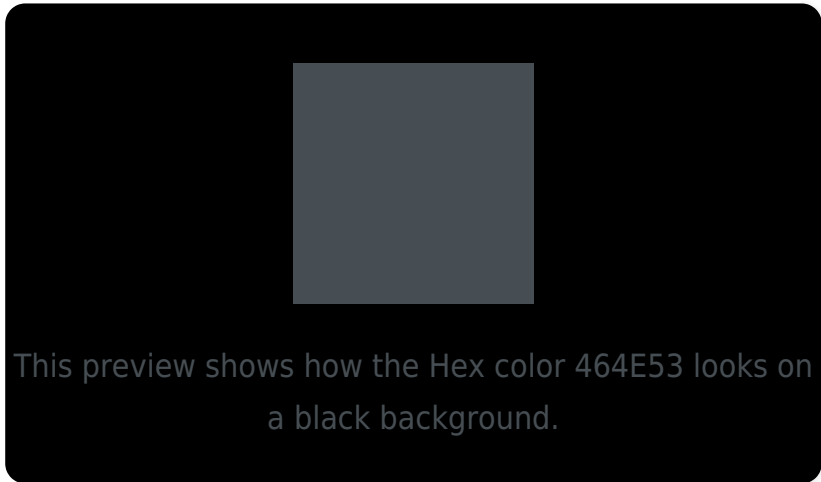 This preview shows how the Hex color 464E53 looks on
a black background.